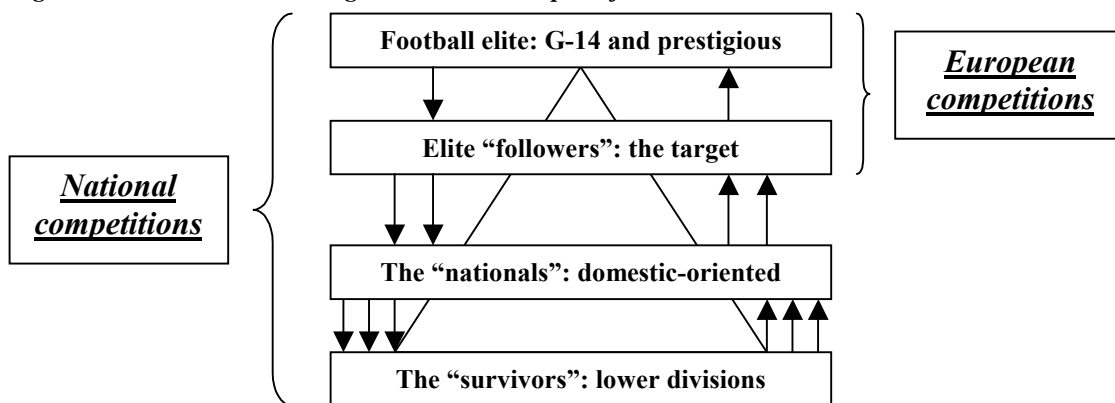 Football elite: G-14 and prestigious
European
competitions
Elite “followers”: the target
National
competitions
The “nationals”: domestic-oriented
The “survivors”: lower divisions